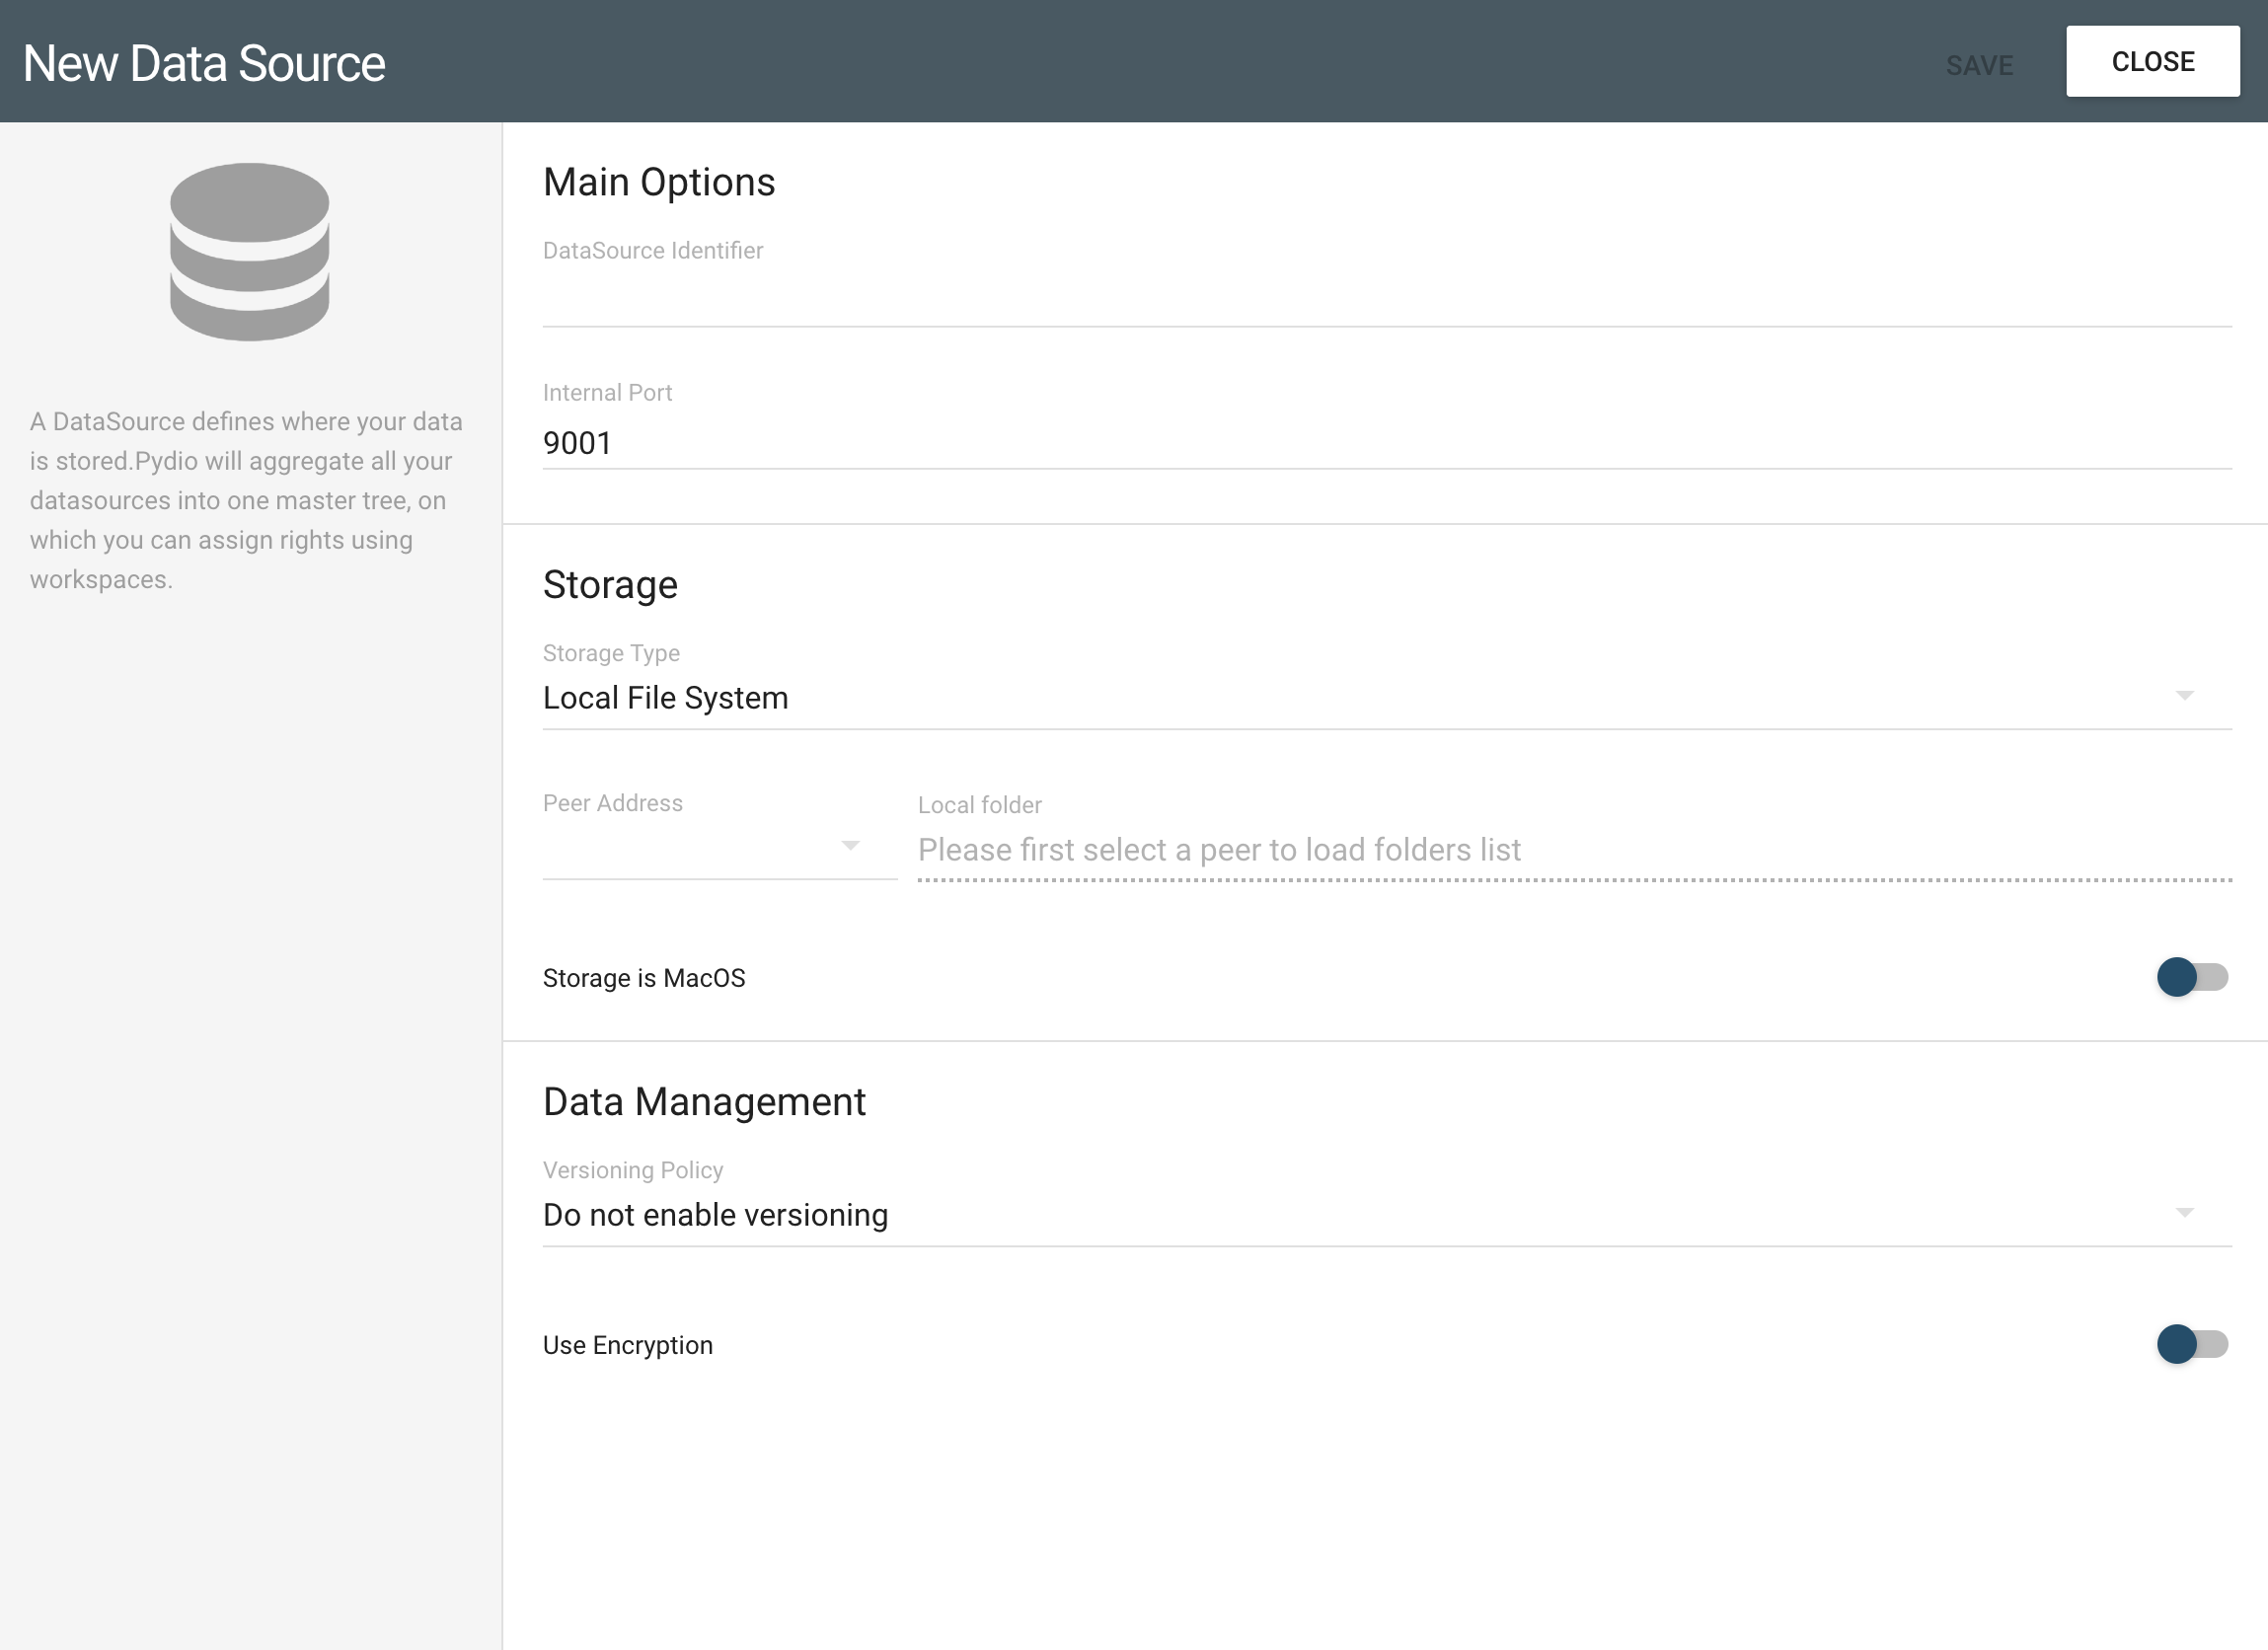 New Data Source
SAVE
CLOSE
A DataSource defines where your data
is stored.Pydio will aggregate all your
datasources into one master tree, on
which you can assign rights using
workspaces.
Main Options
DataSource Identifier
Internal Port
9001
Storage
Storage Type
Local File System
Peer Address
Local folder
Please first select a peer to load folders list
Storage is MacOS
Data Management
Versioning Policy
Do not enable versioning
Use Encryption